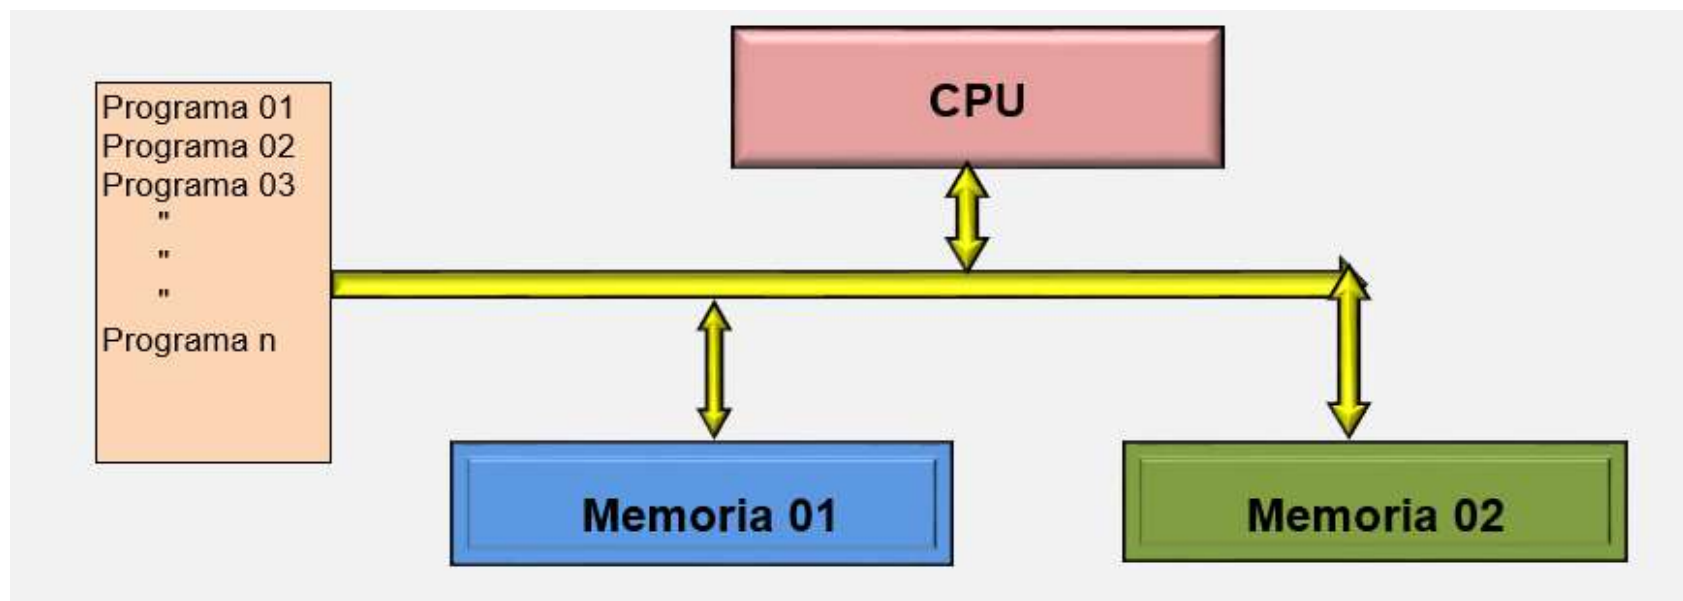 Programa 01
Programa 02
Programa 03
"
"
"
Programa n
CPU
Memoria 01
Memoria 02